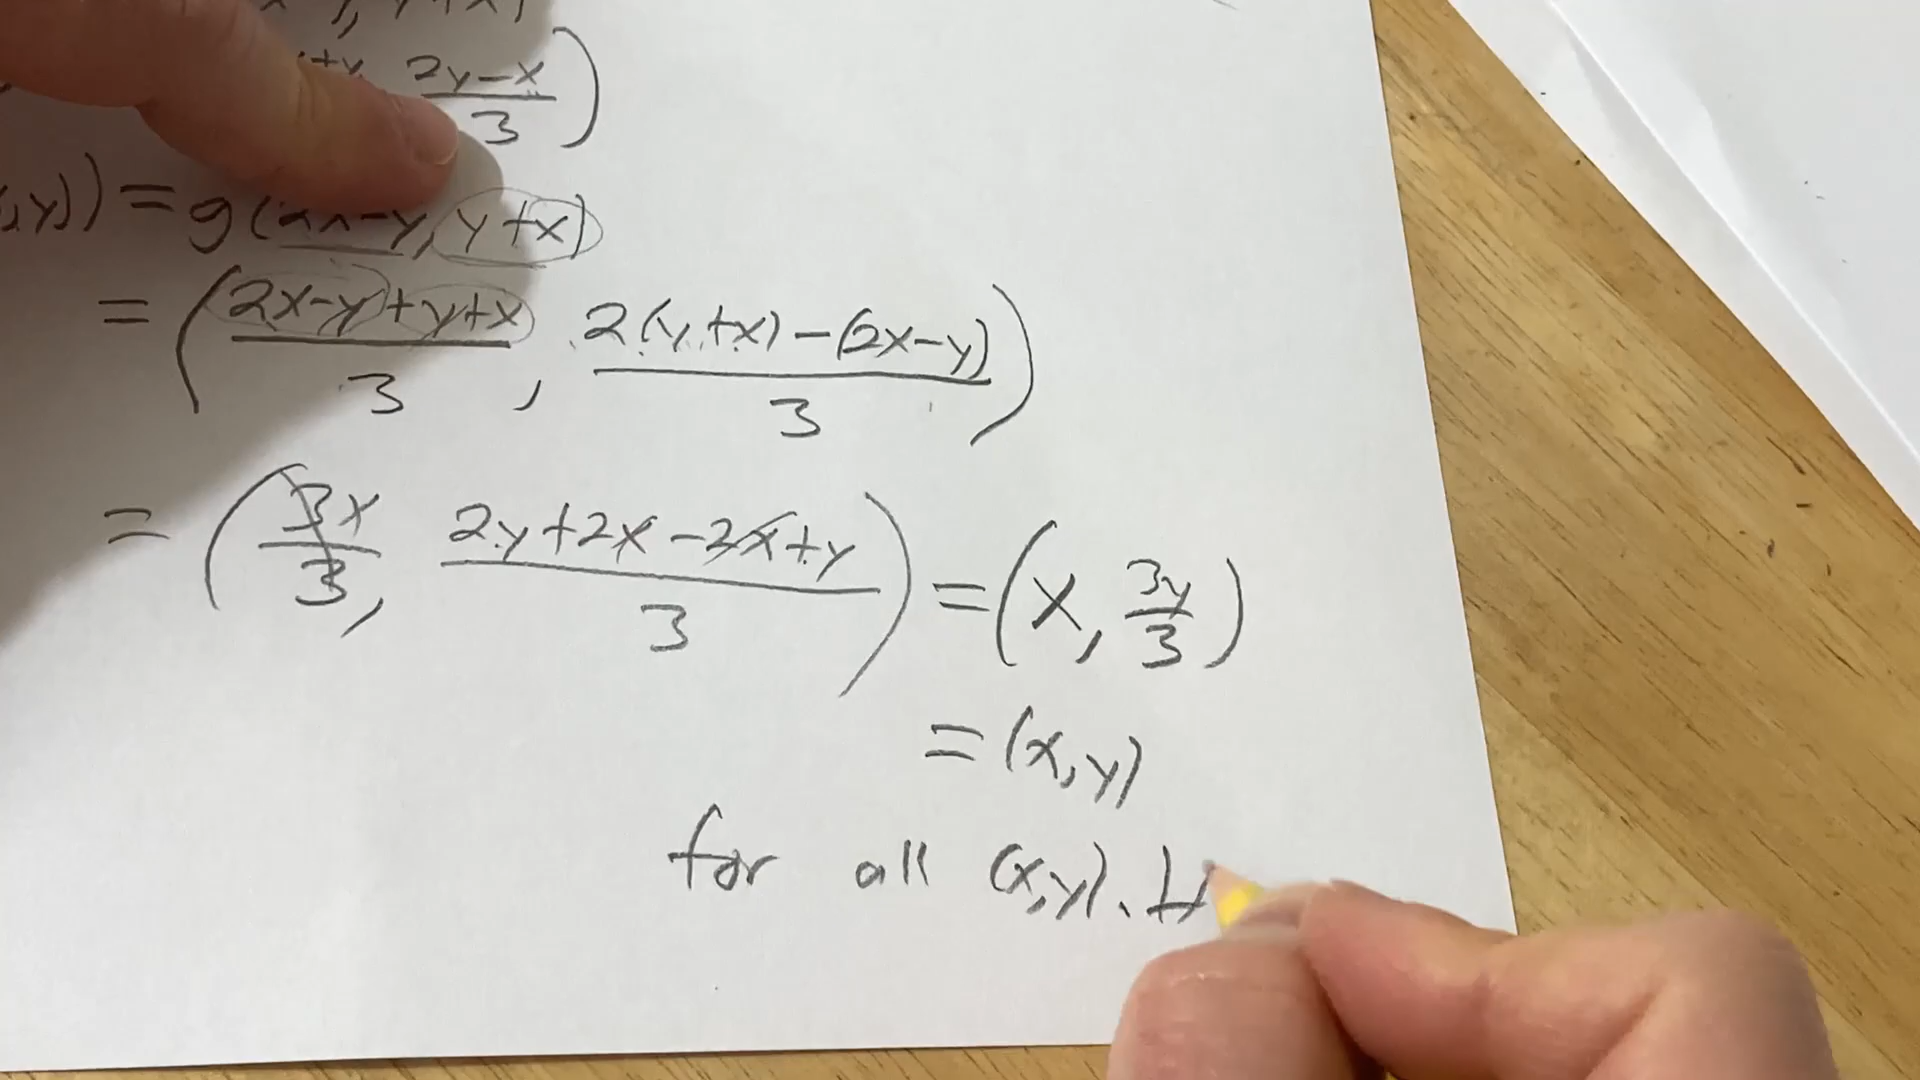 +y, 2y-x/3)
,y)) = g(2x-y, y+x)
= (2x-y+y+x/3, 2(y+x)-(2x-y)/3)
= (3x/3, 2y+2x-2x+y/3) = (x, 3y/3)
= (x,y)
for all (x,y).